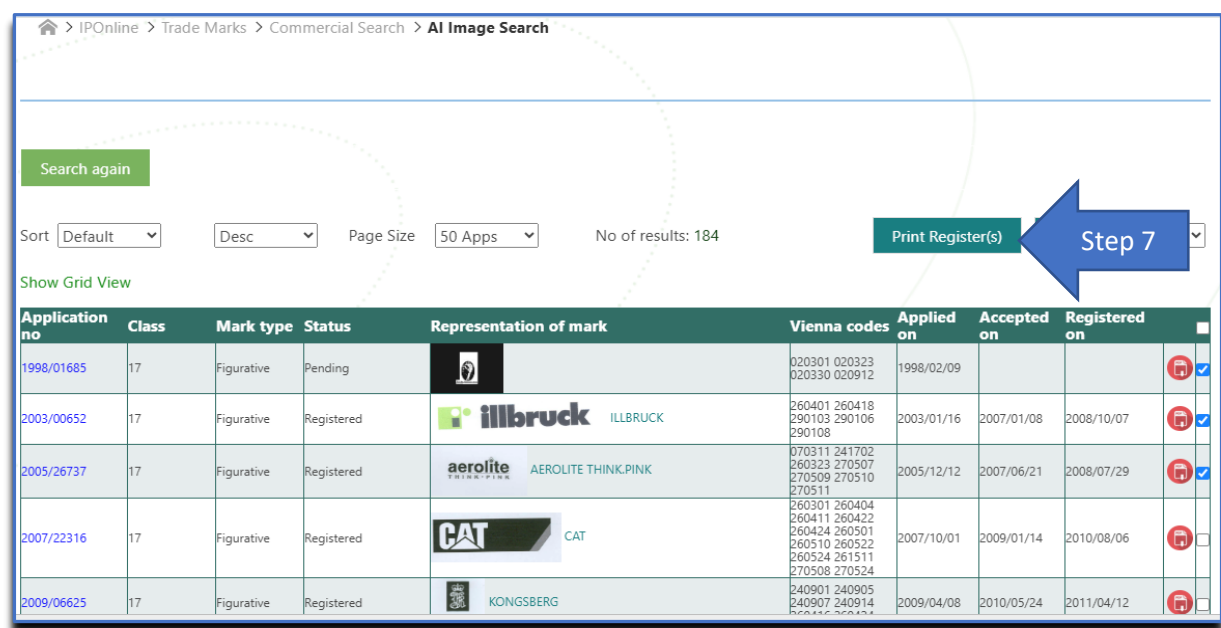 > IPOnline > Trade Marks > Commercial Search > AI Image Search
Search again
Sort Default Desc Page Size 50 Apps No of results: 184 Print Register(s) Step 7
Show Grid View
Application no Class Mark type Status Representation of mark Vienna codes Applied on Accepted on Registered on
1998/01685 17 Figurative Pending 020301 020323 1998/02/09
020330 020912
2003/00652 17 Figurative Registered illbruck ILLBRUCK 260401 260418 2003/01/16 2007/01/08 2008/10/07
290103 290106
290108
2005/26737 17 Figurative Registered aerolite THINK-PINK AEROLITE THINK.PINK 070311 241702 2005/12/12 2007/06/21 2008/07/29
260323 270507
270509 270510
270511
2007/22316 17 Figurative Registered CAT CAT 260301 260404 2007/10/01 2009/01/14 2010/08/06
260411 260422
260424 260501
260510 260522
260524 261511
270508 270524
2009/06625 17 Figurative Registered KONGSBERG 240901 240905 2009/04/08 2010/05/24 2011/04/12
240907 240914